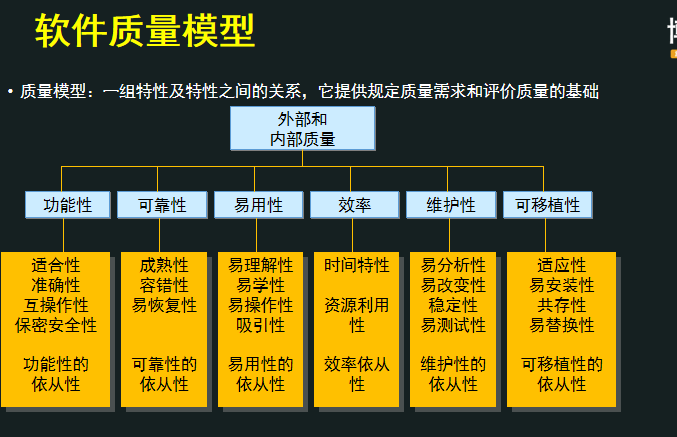 软件质量模型
• 质量模型：一组特性及特性之间的关系，它提供规定质量需求和评价质量的基础
外部和
内部质量
功能性
可靠性
易用性
效率
维护性
可移植性
适合性
准确性
互操作性
保密安全性
功能性的
依从性
成熟性
容错性
易恢复性
可靠性的
依从性
易理解性
易学性
易操作性
吸引性
易用性的
依从性
时间特性
资源利用
性
效率依从
性
易分析性
易改变性
稳定性
易测试性
维护性的
依从性
适应性
易安装性
共存性
易替换性
可移植性的
依从性